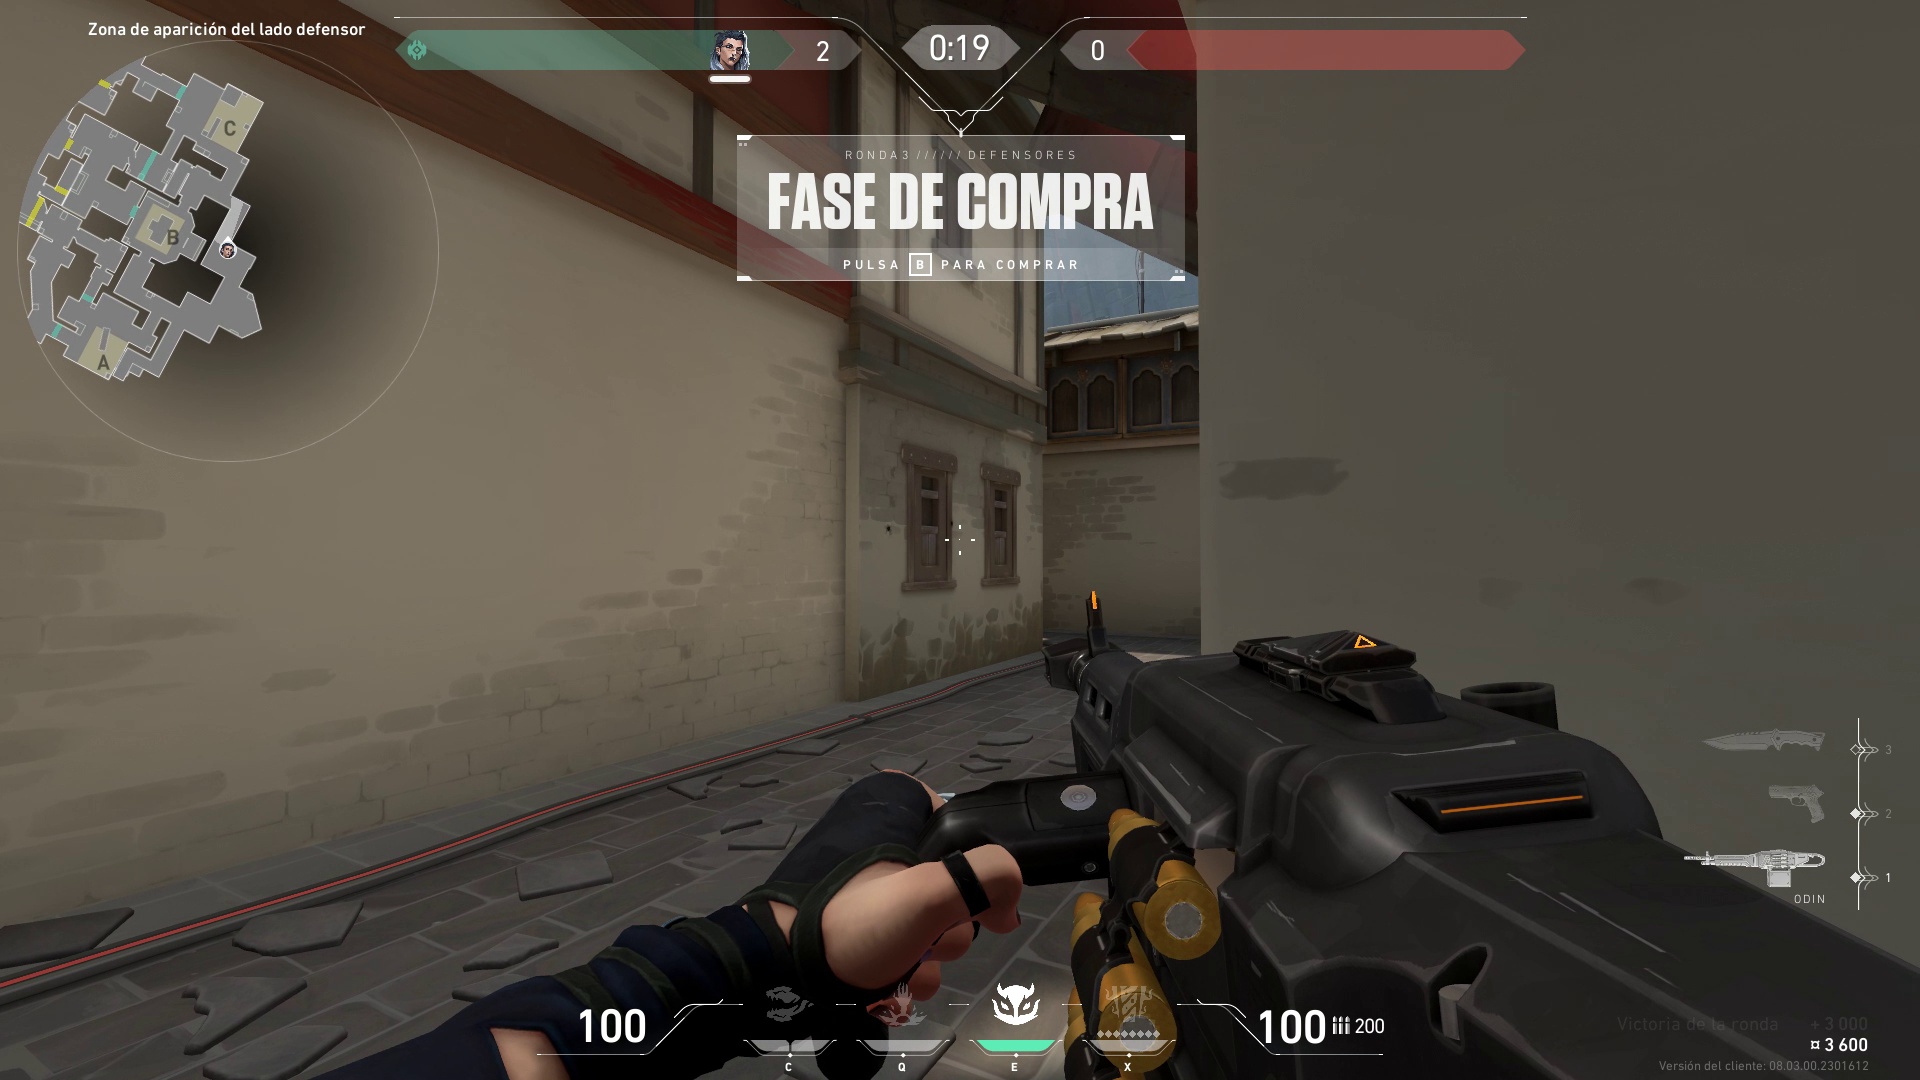 Zona de aparición del lado defensor
2
0:19
0
RONDA 3 ////// DEFENSORES
FASE DE COMPRA
PULSA B PARA COMPRAR
C
B
A
3
2
1
ODIN
100
100
200
C
Q
E
X
Victoria de la ronda + 3 000
¤ 3 600
Versión del cliente: 08.03.00.2301612